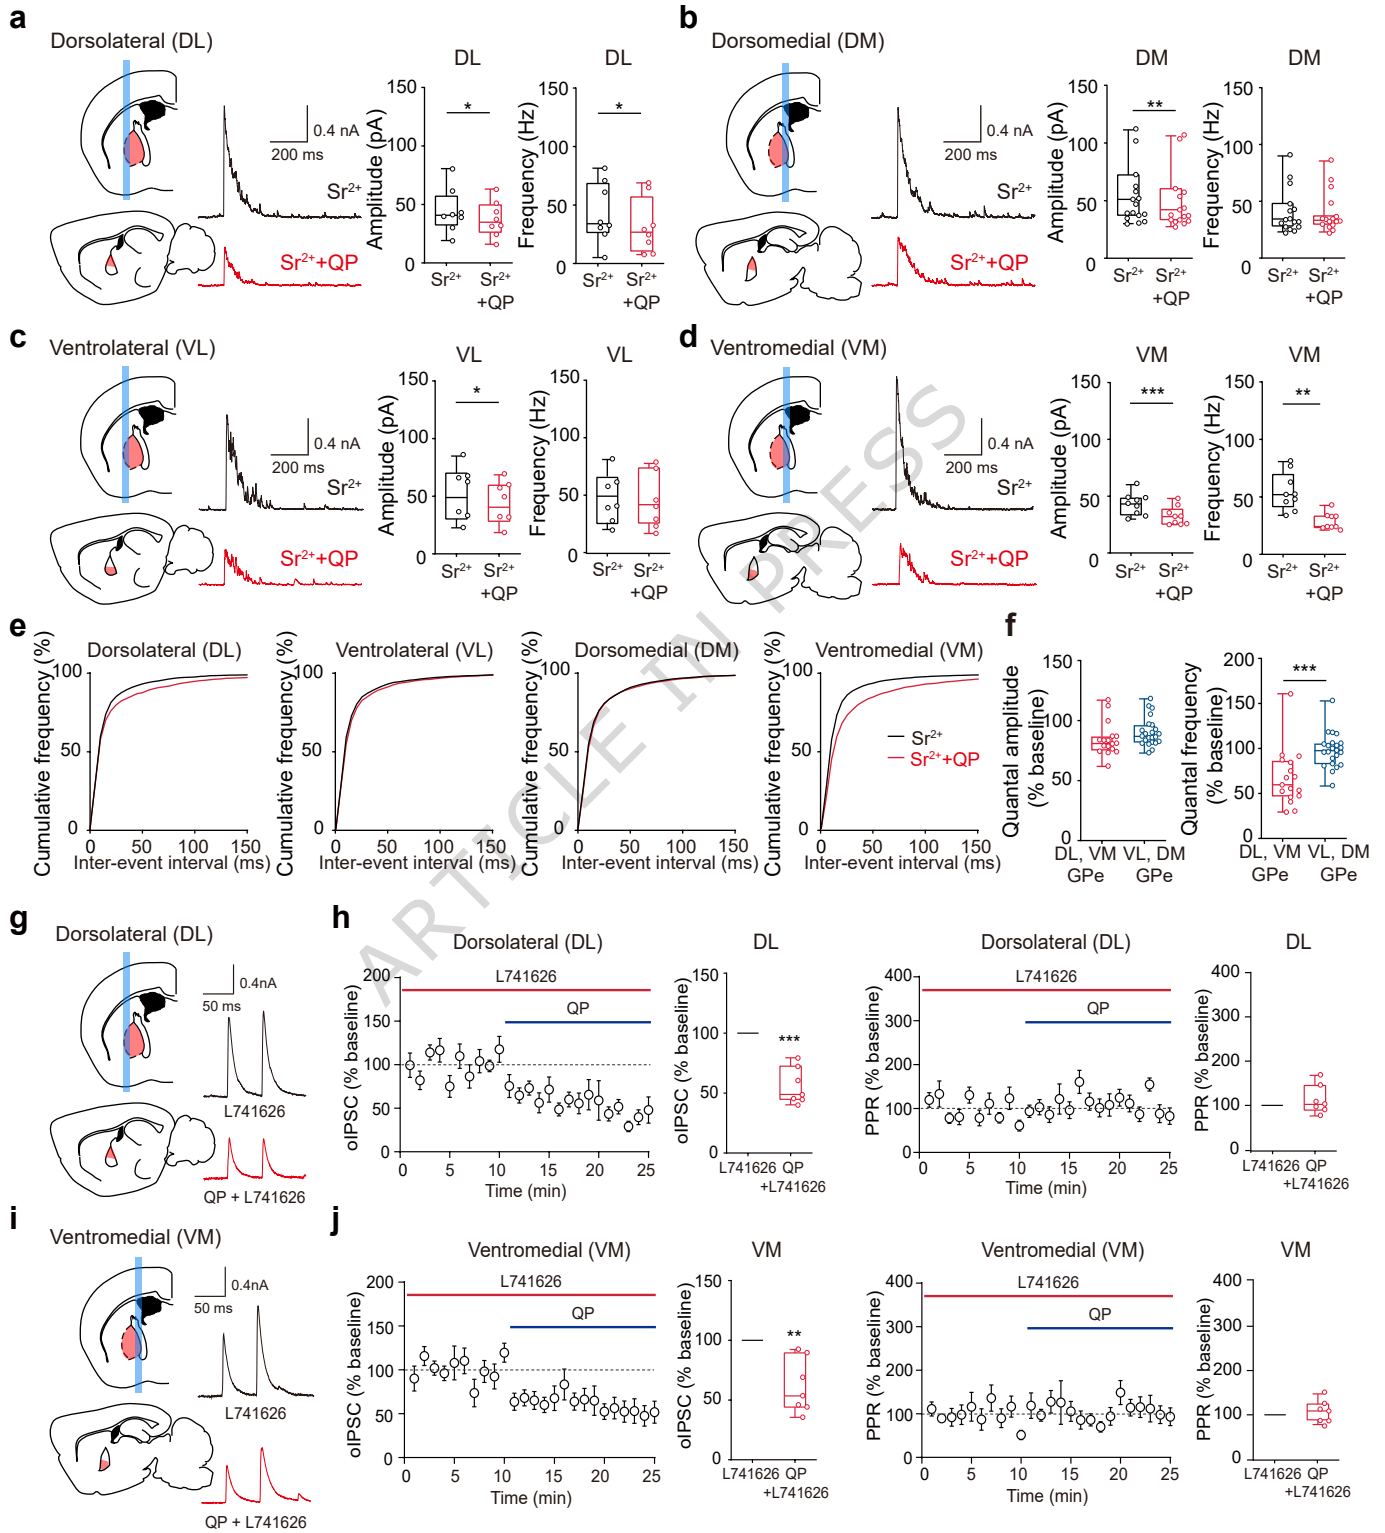 a
Dorsolateral (DL)
0.4 nA
200 ms
Sr2+
Sr2++QP
DL
Amplitude (pA)
150
100
50
0
Sr2+
Sr2+
+QP
*
DL
Frequency (Hz)
150
100
50
0
Sr2+
Sr2+
+QP
*
b
Dorsomedial (DM)
0.4 nA
200 ms
Sr2+
Sr2++QP
DM
Amplitude (pA)
150
100
50
0
Sr2+
Sr2+
+QP
**
DM
Frequency (Hz)
150
100
50
0
Sr2+
Sr2+
+QP
c
Ventrolateral (VL)
0.4 nA
200 ms
Sr2+
Sr2++QP
VL
Amplitude (pA)
150
100
50
0
Sr2+
Sr2+
+QP
*
VL
Frequency (Hz)
150
100
50
0
Sr2+
Sr2+
+QP
d
Ventromedial (VM)
0.4 nA
200 ms
Sr2+
Sr2++QP
VM
Amplitude (pA)
150
100
50
0
Sr2+
Sr2+
+QP
***
VM
Frequency (Hz)
150
100
50
0
Sr2+
Sr2+
+QP
**
e
Dorsolateral (DL)
Cumulative frequency (%)
100
50
0
0 50 100 150
Inter-event interval (ms)
Ventrolateral (VL)
Cumulative frequency (%)
100
50
0
0 50 100 150
Inter-event interval (ms)
Dorsomedial (DM)
Cumulative frequency (%)
100
50
0
0 50 100 150
Inter-event interval (ms)
Ventromedial (VM)
Cumulative frequency (%)
100
50
0
0 50 100 150
Inter-event interval (ms)
Sr2+
Sr2++QP
f
Quantal amplitude
(% baseline)
150
100
50
0
DL, VM
GPe
VL, DM
GPe
Quantal frequency
(% baseline)
200
150
100
50
0
DL, VM
GPe
VL, DM
GPe
***
g
Dorsolateral (DL)
0.4nA
50 ms
L741626
QP + L741626
h
Dorsolateral (DL)
L741626
QP
oIPSC (% baseline)
200
150
100
50
0
0 5 10 15 20 25
Time (min)
DL
oIPSC (% baseline)
150
100
50
0
***
L741626 QP
+L741626
Dorsolateral (DL)
L741626
QP
PPR (% baseline)
400
300
200
100
0
0 5 10 15 20 25
Time (min)
DL
PPR (% baseline)
400
300
200
100
0
L741626 QP
+L741626
i
Ventromedial (VM)
0.4nA
50 ms
L741626
QP + L741626
j
Ventromedial (VM)
L741626
QP
oIPSC (% baseline)
200
150
100
50
0
0 5 10 15 20 25
Time (min)
VM
oIPSC (% baseline)
150
100
50
0
**
L741626 QP
+L741626
Ventromedial (VM)
L741626
QP
PPR (% baseline)
400
300
200
100
0
0 5 10 15 20 25
Time (min)
VM
PPR (% baseline)
400
300
200
100
0
L741626 QP
+L741626
ARTICLE IN PRESS